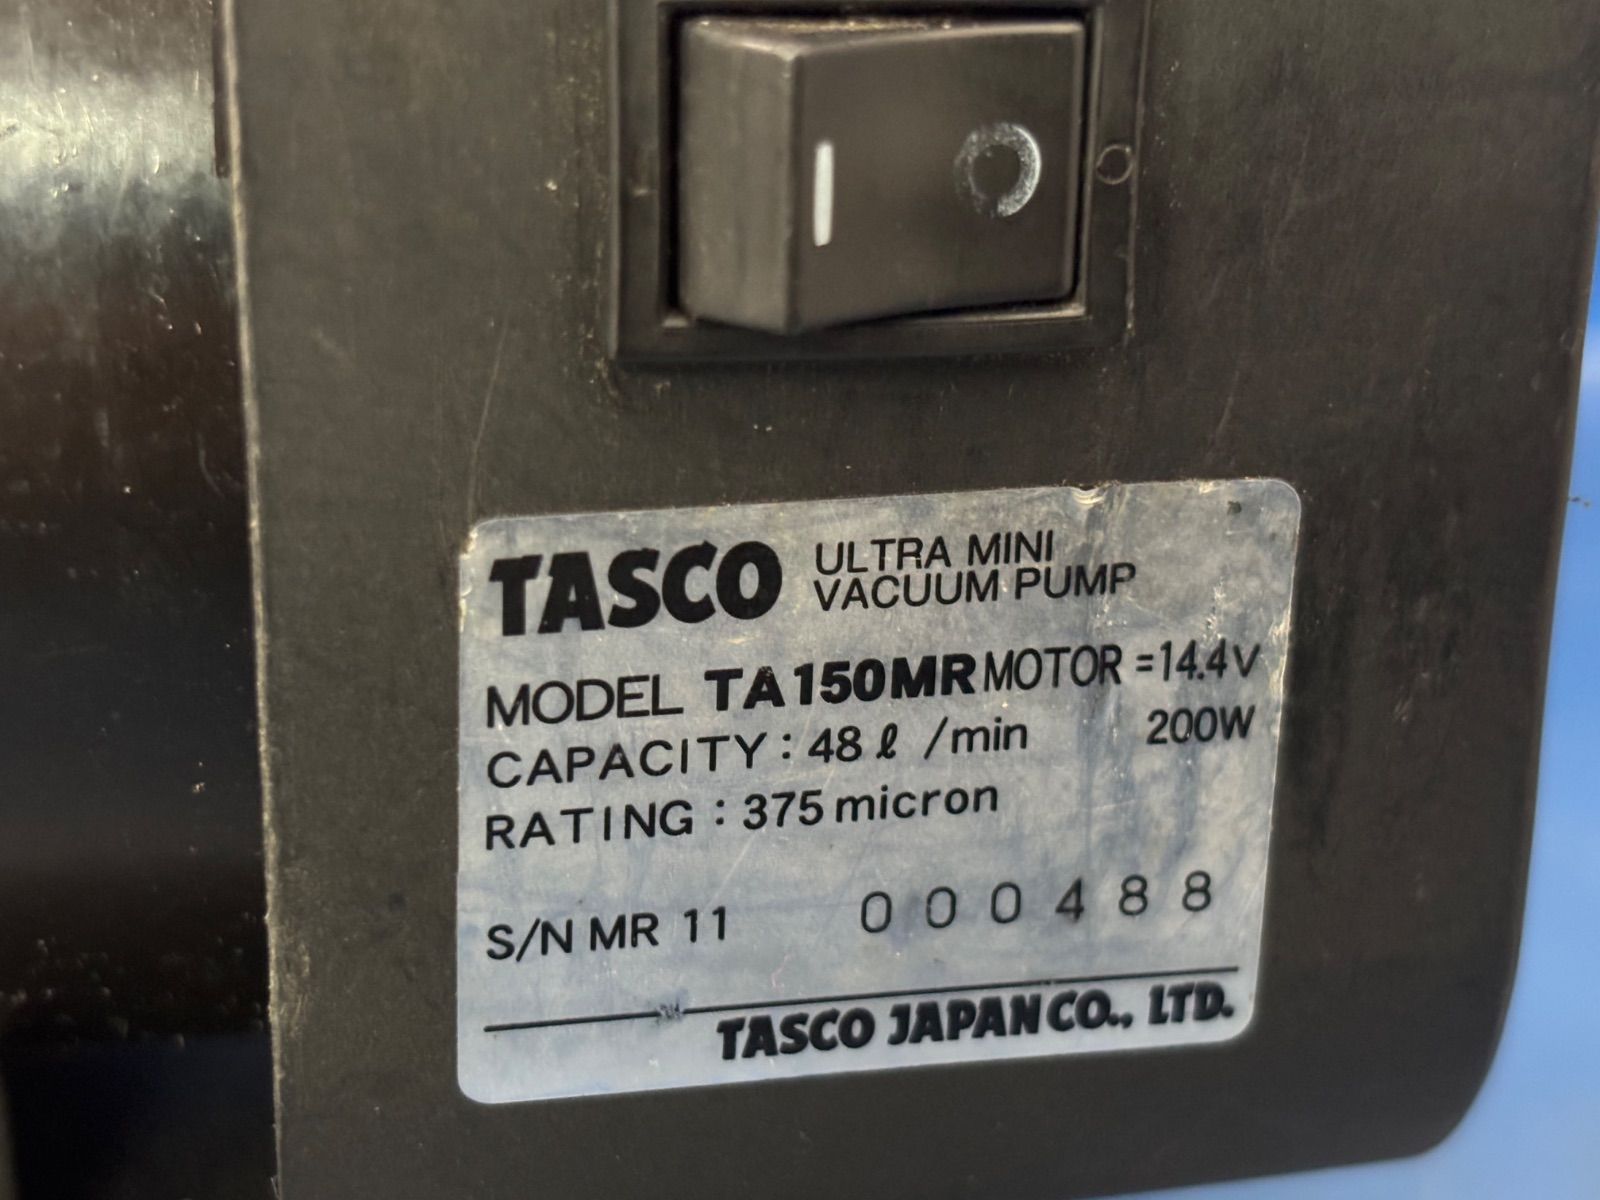 TASCO ULTRA MINI
VACUUM PUMP
MODEL TA150MR MOTOR = 14.4V
CAPACITY : 48 ℓ /min 200W
RATING : 375 micron
S/N MR 11 000488
TASCO JAPAN CO., LTD.